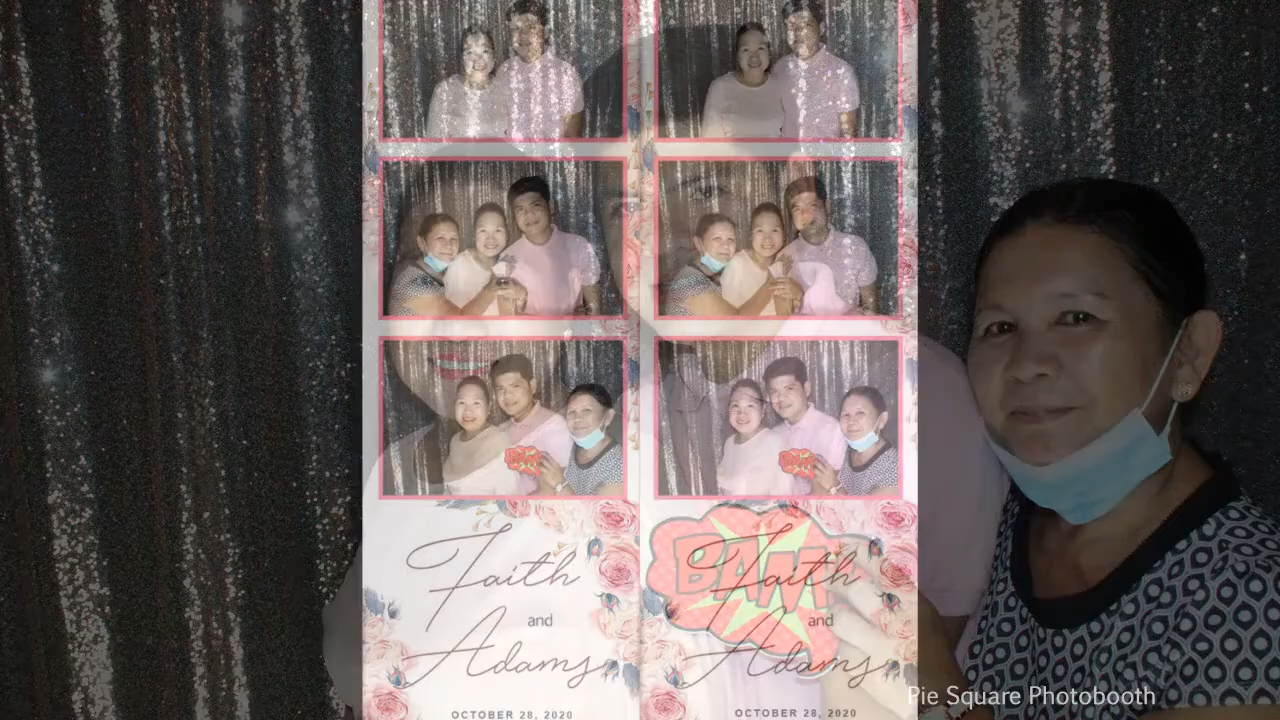 Faith
and
Adams
OCTOBER 28, 2020
BAM!
Faith
and
Adams
OCTOBER 28, 2020
Pie Square Photobooth